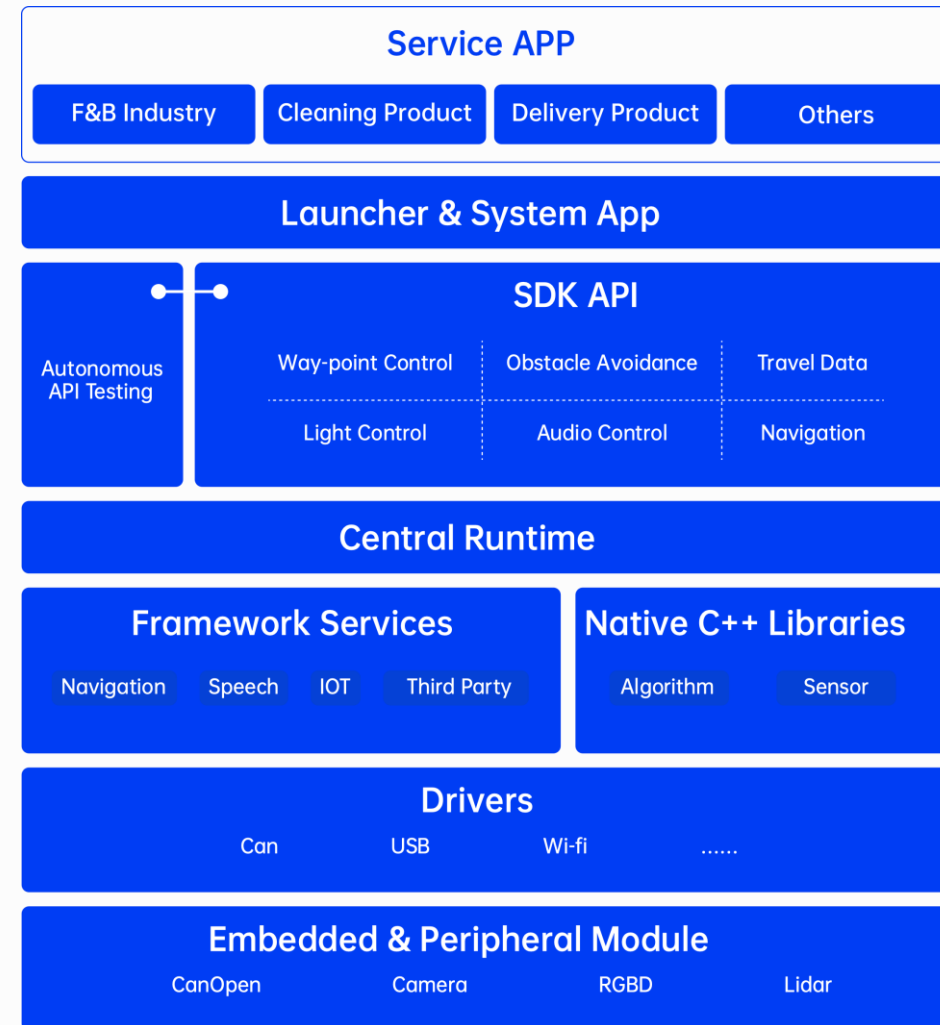 Service APP
F&B Industry
Cleaning Product
Delivery Product
Others
Launcher & System App
Autonomous
API Testing
SDK API
Way-point Control
Obstacle Avoidance
Travel Data
Light Control
Audio Control
Navigation
Central Runtime
Framework Services
Navigation
Speech
IOT
Third Party
Native C++ Libraries
Algorithm
Sensor
Drivers
Can
USB
Wi-fi
......
Embedded & Peripheral Module
CanOpen
Camera
RGBD
Lidar